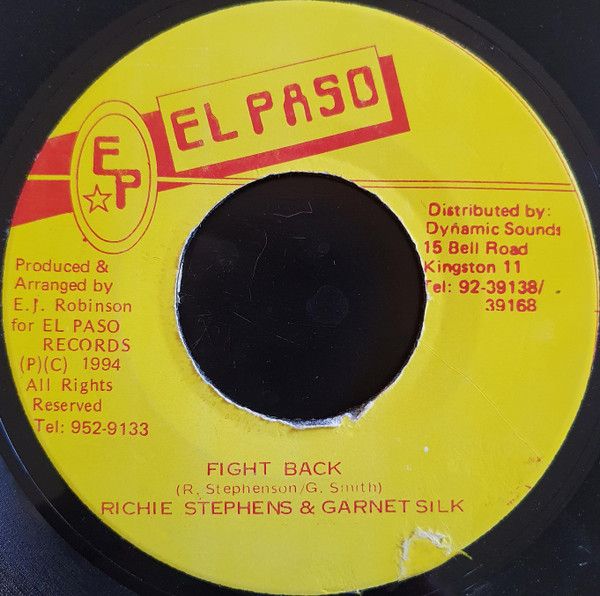 EL PASO
EP
Distributed by:
Dynamic Sounds
15 Bell Road
Kingston 11
Tel: 92-39138/
39168
Produced &
Arranged by
E.J. Robinson
for EL PASO
RECORDS
(P)(C) 1994
All Rights
Reserved
Tel: 952-9133
FIGHT BACK
(R. Stephenson/G. Smith)
RICHIE STEPHENS & GARNET SILK